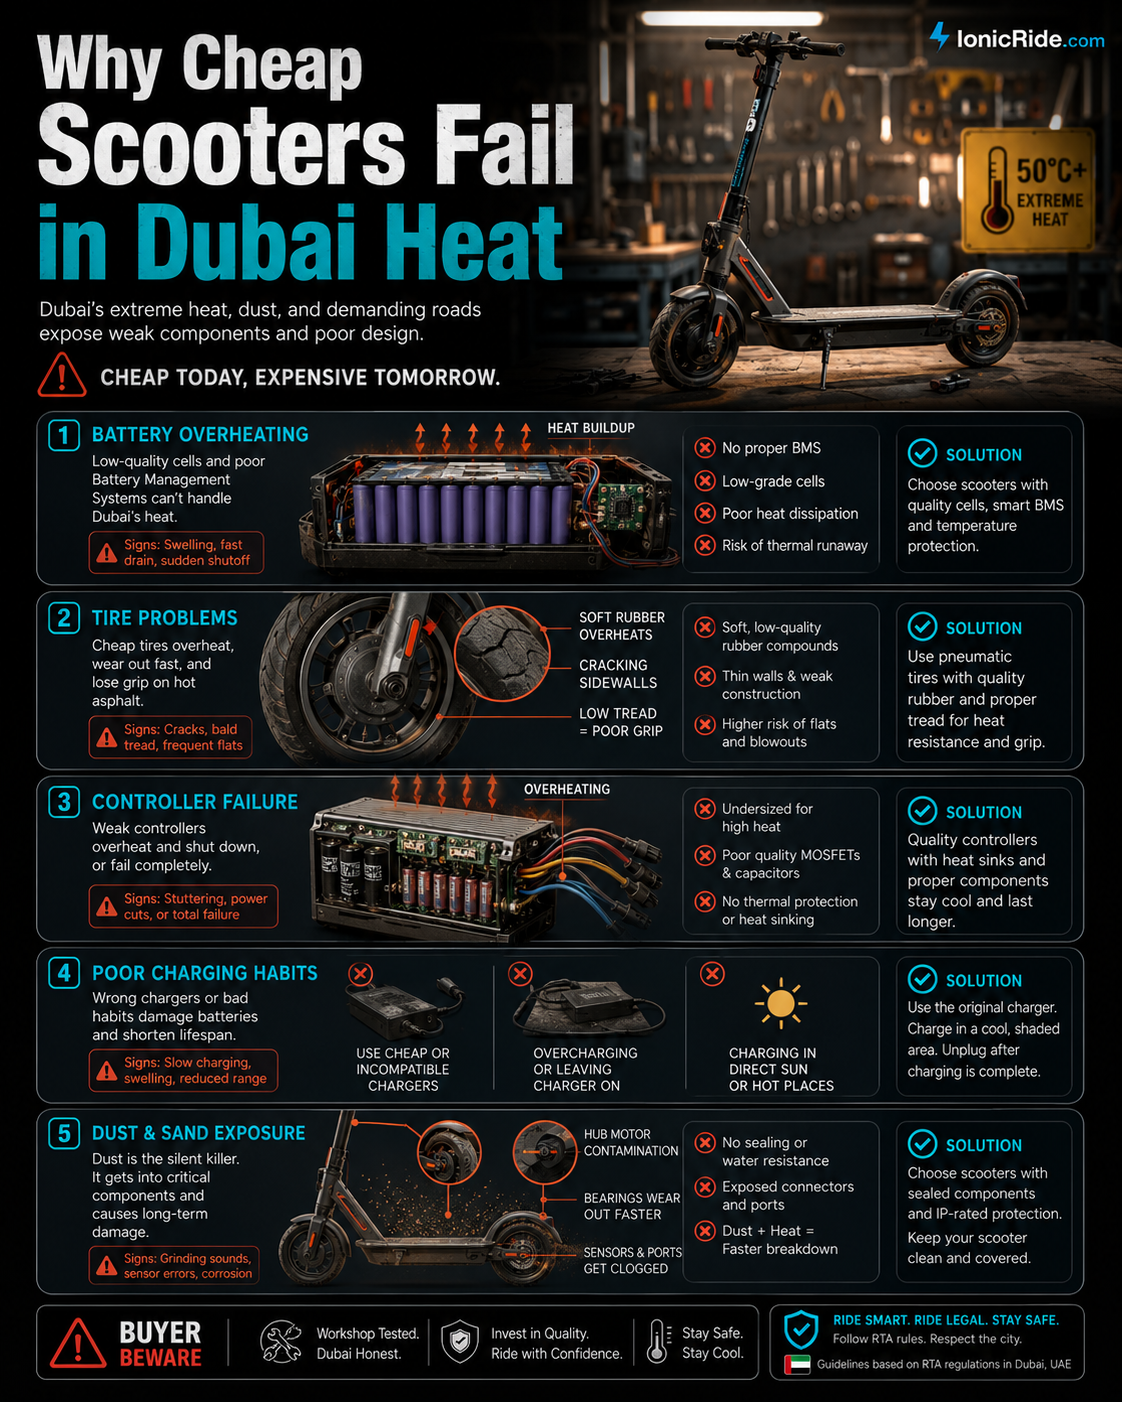 Why Cheap
Scooters Fail
in Dubai Heat
IonicRide.com
50°C+
EXTREME
HEAT
Dubai's extreme heat, dust, and demanding roads
expose weak components and poor design.
CHEAP TODAY, EXPENSIVE TOMORROW.
1
BATTERY OVERHEATING
Low-quality cells and poor
Battery Management
Systems can't handle
Dubai's heat.
Signs: Swelling, fast
drain, sudden shutoff
HEAT BUILDUP
No proper BMS
Low-grade cells
Poor heat dissipation
Risk of thermal runaway
SOLUTION
Choose scooters with
quality cells, smart BMS
and temperature
protection.
2
TIRE PROBLEMS
Cheap tires overheat,
wear out fast, and
lose grip on hot
asphalt.
Signs: Cracks, bald
tread, frequent flats
SOFT RUBBER
OVERHEATS
CRACKING
SIDEWALLS
LOW TREAD
= POOR GRIP
Soft, low-quality
rubber compounds
Thin walls & weak
construction
Higher risk of flats
and blowouts
SOLUTION
Use pneumatic
tires with quality
rubber and proper
tread for heat
resistance and grip.
3
CONTROLLER FAILURE
Weak controllers
overheat and shut down,
or fail completely.
Signs: Stuttering, power
cuts, or total failure
OVERHEATING
Undersized for
high heat
Poor quality MOSFETs
& capacitors
No thermal protection
or heat sinking
SOLUTION
Quality controllers
with heat sinks and
proper components
stay cool and last
longer.
4
POOR CHARGING HABITS
Wrong chargers or bad
habits damage batteries
and shorten lifespan.
Signs: Slow charging,
swelling, reduced range
USE CHEAP OR
INCOMPATIBLE
CHARGERS
OVERCHARGING
OR LEAVING
CHARGER ON
CHARGING IN
DIRECT SUN
OR HOT PLACES
SOLUTION
Use the original charger.
Charge in a cool, shaded
area. Unplug after
charging is complete.
5
DUST & SAND EXPOSURE
Dust is the silent killer.
It gets into critical
components and
causes long-term
damage.
Signs: Grinding sounds,
sensor errors, corrosion
HUB MOTOR
CONTAMINATION
BEARINGS WEAR
OUT FASTER
SENSORS & PORTS
GET CLOGGED
No sealing or
water resistance
Exposed connectors
and ports
Dust + Heat =
Faster breakdown
SOLUTION
Choose scooters with
sealed components
and IP-rated protection.
Keep your scooter
clean and covered.
BUYER
BEWARE
Workshop Tested.
Dubai Honest.
Invest in Quality.
Ride with Confidence.
Stay Safe.
Stay Cool.
RIDE SMART. RIDE LEGAL. STAY SAFE.
Follow RTA rules. Respect the city.
Guidelines based on RTA regulations in Dubai, UAE